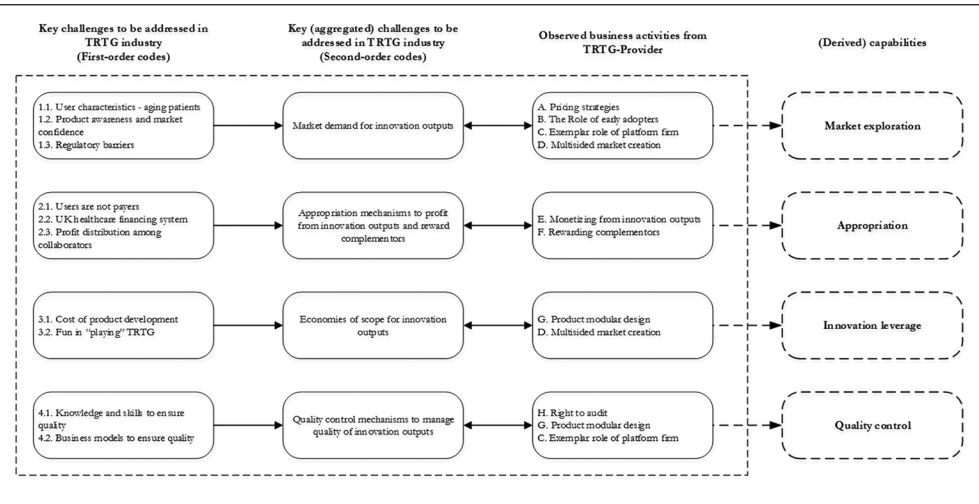 Key challenges to be addressed in
TRTG industry
(First-order codes)
Key (aggregated) challenges to be
addressed in TRTG industry
(Second-order codes)
Observed business activities from
TRTG-Provider
(Derived) capabilities
1.1. User characteristics - aging patients
1.2. Product awareness and market
confidence
1.3. Regulatory barriers
Market demand for innovation outputs
A. Pricing strategies
B. The Role of early adopters
C. Exemplar role of platform firm
D. Multisided market creation
Market exploration
2.1. Users are not payers
2.2. UK healthcare financing system
2.3. Profit distribution among
collaborators
Appropriation mechanisms to profit
from innovation outputs and reward
complementors
E. Monetizing from innovation outputs
F. Rewarding complementors
Appropriation
3.1. Cost of product development
3.2. Fun in “playing” TRTG
Economies of scope for innovation
outputs
G. Product modular design
D. Multisided market creation
Innovation leverage
4.1. Knowledge and skills to ensure
quality
4.2. Business models to ensure quality
Quality control mechanisms to manage
quality of innovation outputs
H. Right to audit
G. Product modular design
C. Exemplar role of platform firm
Quality control